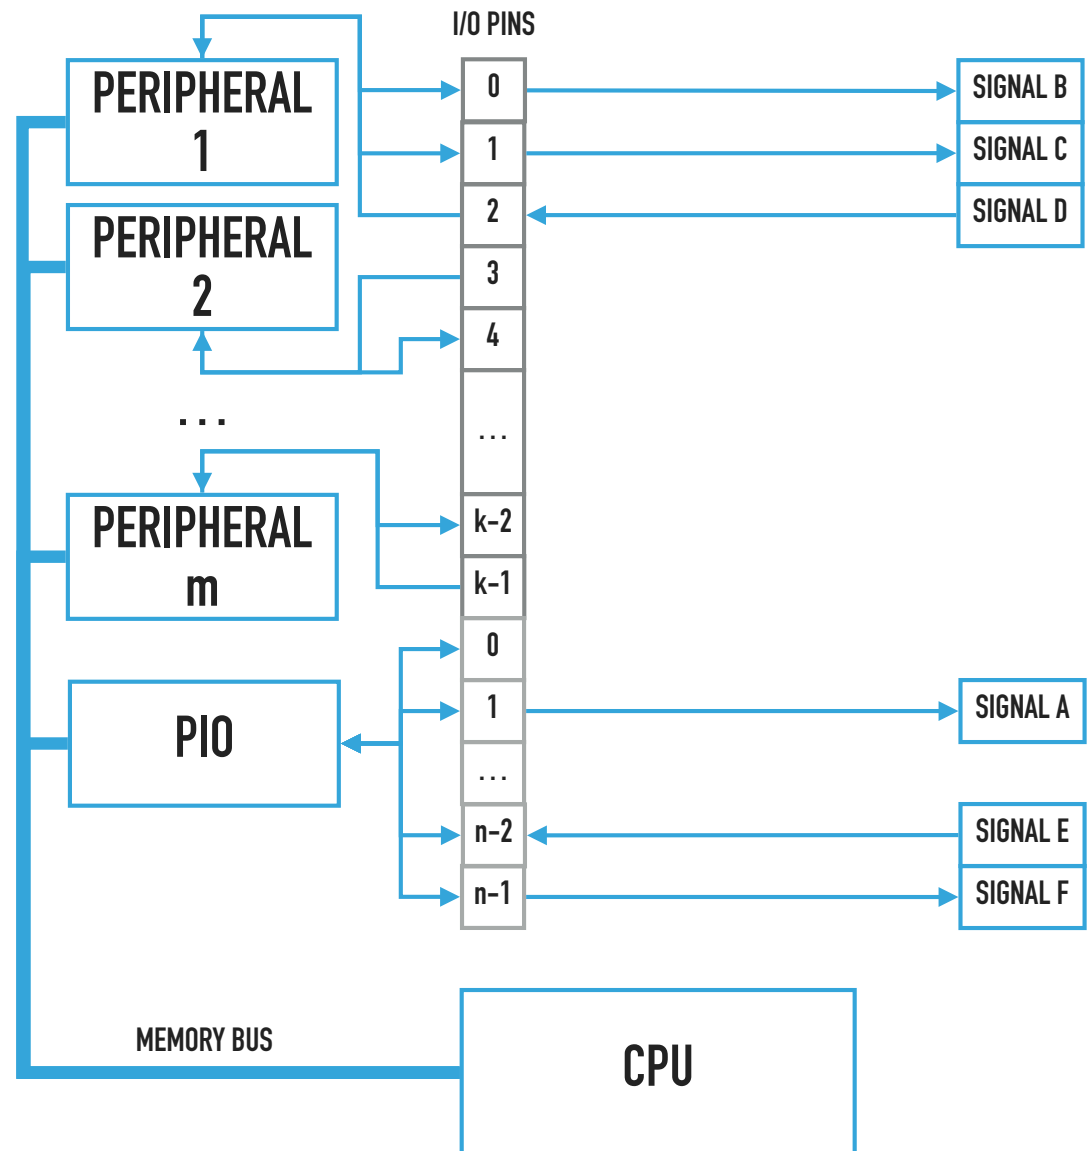 I/O PINS
PERIPHERAL
1
PERIPHERAL
2
...
PERIPHERAL
m
PIO
0
1
2
3
4
...
k-2
k-1
0
1
...
n-2
n-1
SIGNAL B
SIGNAL C
SIGNAL D
SIGNAL A
SIGNAL E
SIGNAL F
MEMORY BUS
CPU